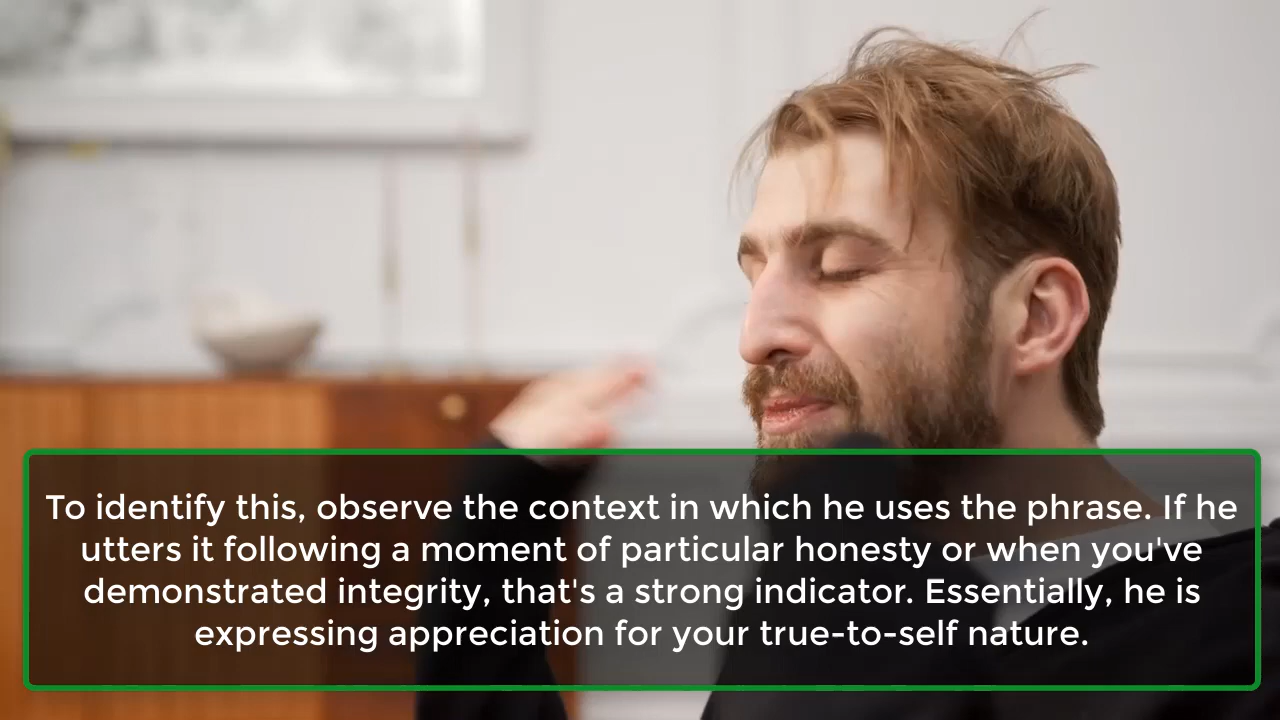 To identify this, observe the context in which he uses the phrase. If he
utters it following a moment of particular honesty or when you've
demonstrated integrity, that's a strong indicator. Essentially, he is
expressing appreciation for your true-to-self nature.